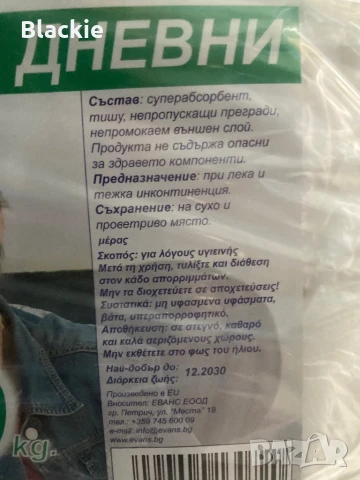 Blackie
ДНЕВНИ
Състав: суперабсорбент,
тишу, непропускащи прегради,
непромокаем външен слой.
Продукта не съдържа опасни
за здравето компоненти.
Предназначение: при лека и
тежка инконтиненция.
Съхранение: на сухо и
проветриво място.
μέρας
Σκοπός: για λόγους υγιεινής
Μετά τη χρήση, τυλίξτε και διάθεση
στον κάδο απορριμμάτων.
Μην τα διοχετεύετε σε αποχετεύσεις!
Συστατικά: μη υφασμένα υφάσματα,
βάτα, υπεραπορροφητικό.
Αποθήκευση: σε στεγνό, καθαρό
και καλά αεριζόμενους χώρους.
Μην εκθέτετε στο φως του ήλιου.
Най-добър до: 12.2030
Διάρκεια ζωής:
Произведено в EU
Вносител: ЕВАНС ЕООД
гр. Петрич, ул. "Места" 19
тел.: +359 745 600 09
e-mail: info@evans.bg
www.evans.bg
kg.
bazar